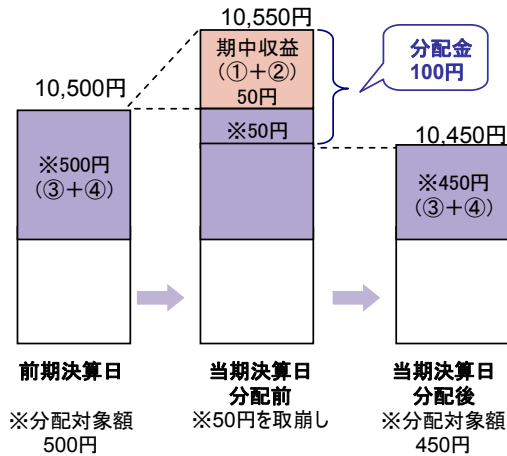 10,550円
期中収益
(①+②)
50円
分配金
100円
10,500円
※50円
10,450円
※500円
(③+④)
※450円
(③+④)
前期決算日
当期決算日
分配前
当期決算日
分配後
※分配対象額
500円
※50円を取崩し
※分配対象額
450円